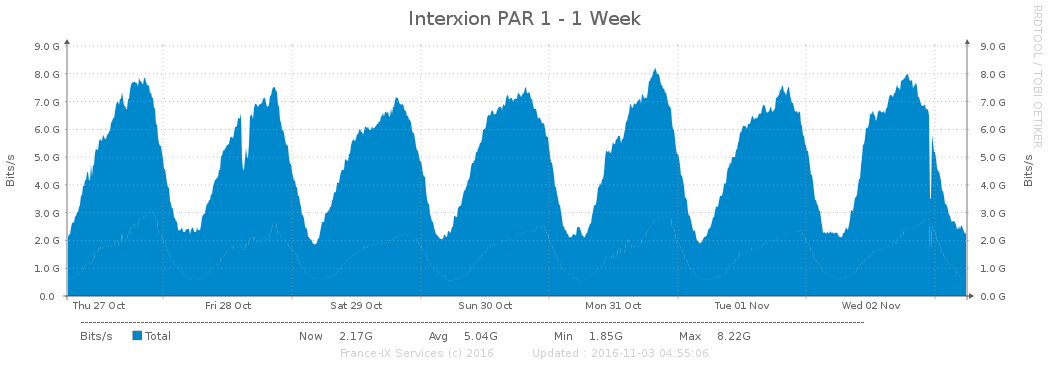 Interxion PAR 1 - 1 Week
RRDTOOL / TOBI OETIKER
Bits/s
9.0 G
8.0 G
7.0 G
6.0 G
5.0 G
4.0 G
3.0 G
2.0 G
1.0 G
0.0
9.0 G
8.0 G
7.0 G
6.0 G
5.0 G
4.0 G
3.0 G
2.0 G
1.0 G
0.0 G
Bits/s
Thu 27 Oct Fri 28 Oct Sat 29 Oct Sun 30 Oct Mon 31 Oct Tue 01 Nov Wed 02 Nov
Bits/s Total Now 2.17G Avg 5.04G Min 1.85G Max 8.22G
France-IX Services (c) 2016 Updated : 2016-11-03 04:55:06